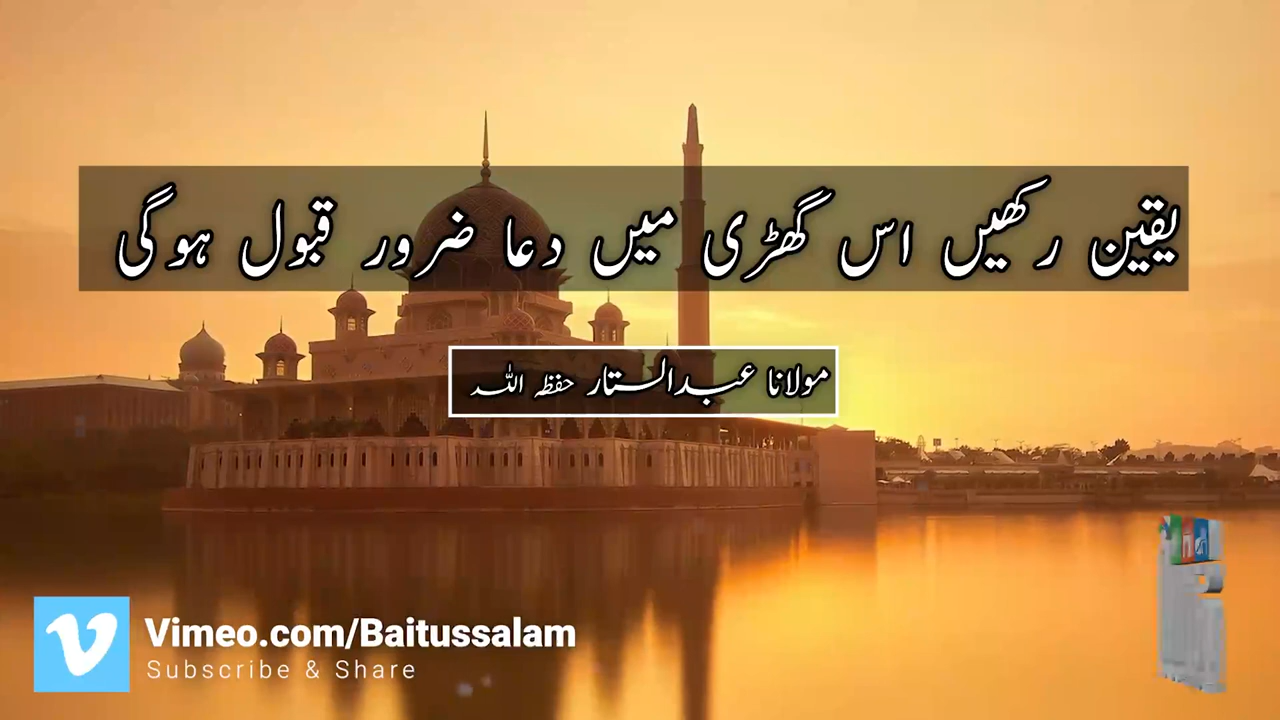 یقین رکھیں اس گھڑی میں دعا ضرور قبول ہوگی
مولانا عبدالستار حفظہ اللہ
Vimeo.com/Baitussalam
Subscribe & Share